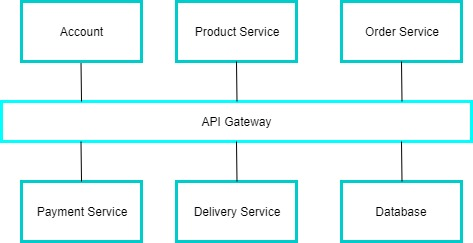 Account
Product Service
Order Service
API Gateway
Payment Service
Delivery Service
Database